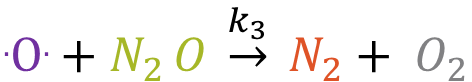 ·O· + N₂ O →k₃ N₂ + O₂